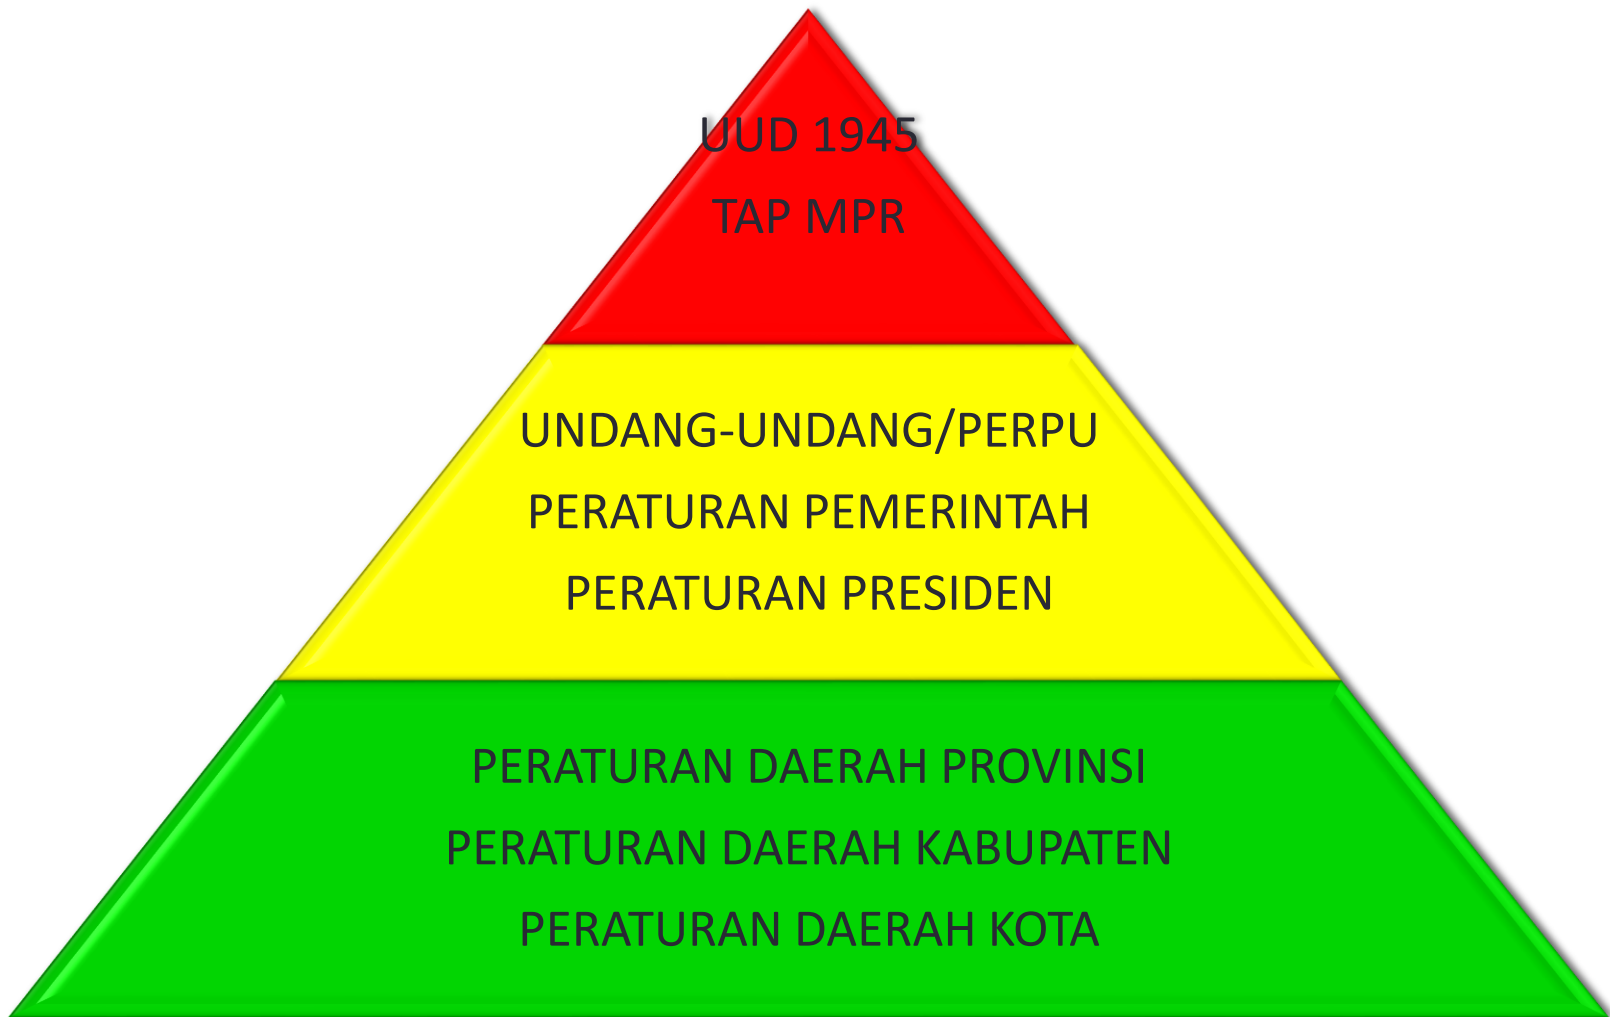 UUD 1945
TAP MPR
UNDANG-UNDANG/PERPU
PERATURAN PEMERINTAH
PERATURAN PRESIDEN
PERATURAN DAERAH PROVINSI
PERATURAN DAERAH KABUPATEN
PERATURAN DAERAH KOTA